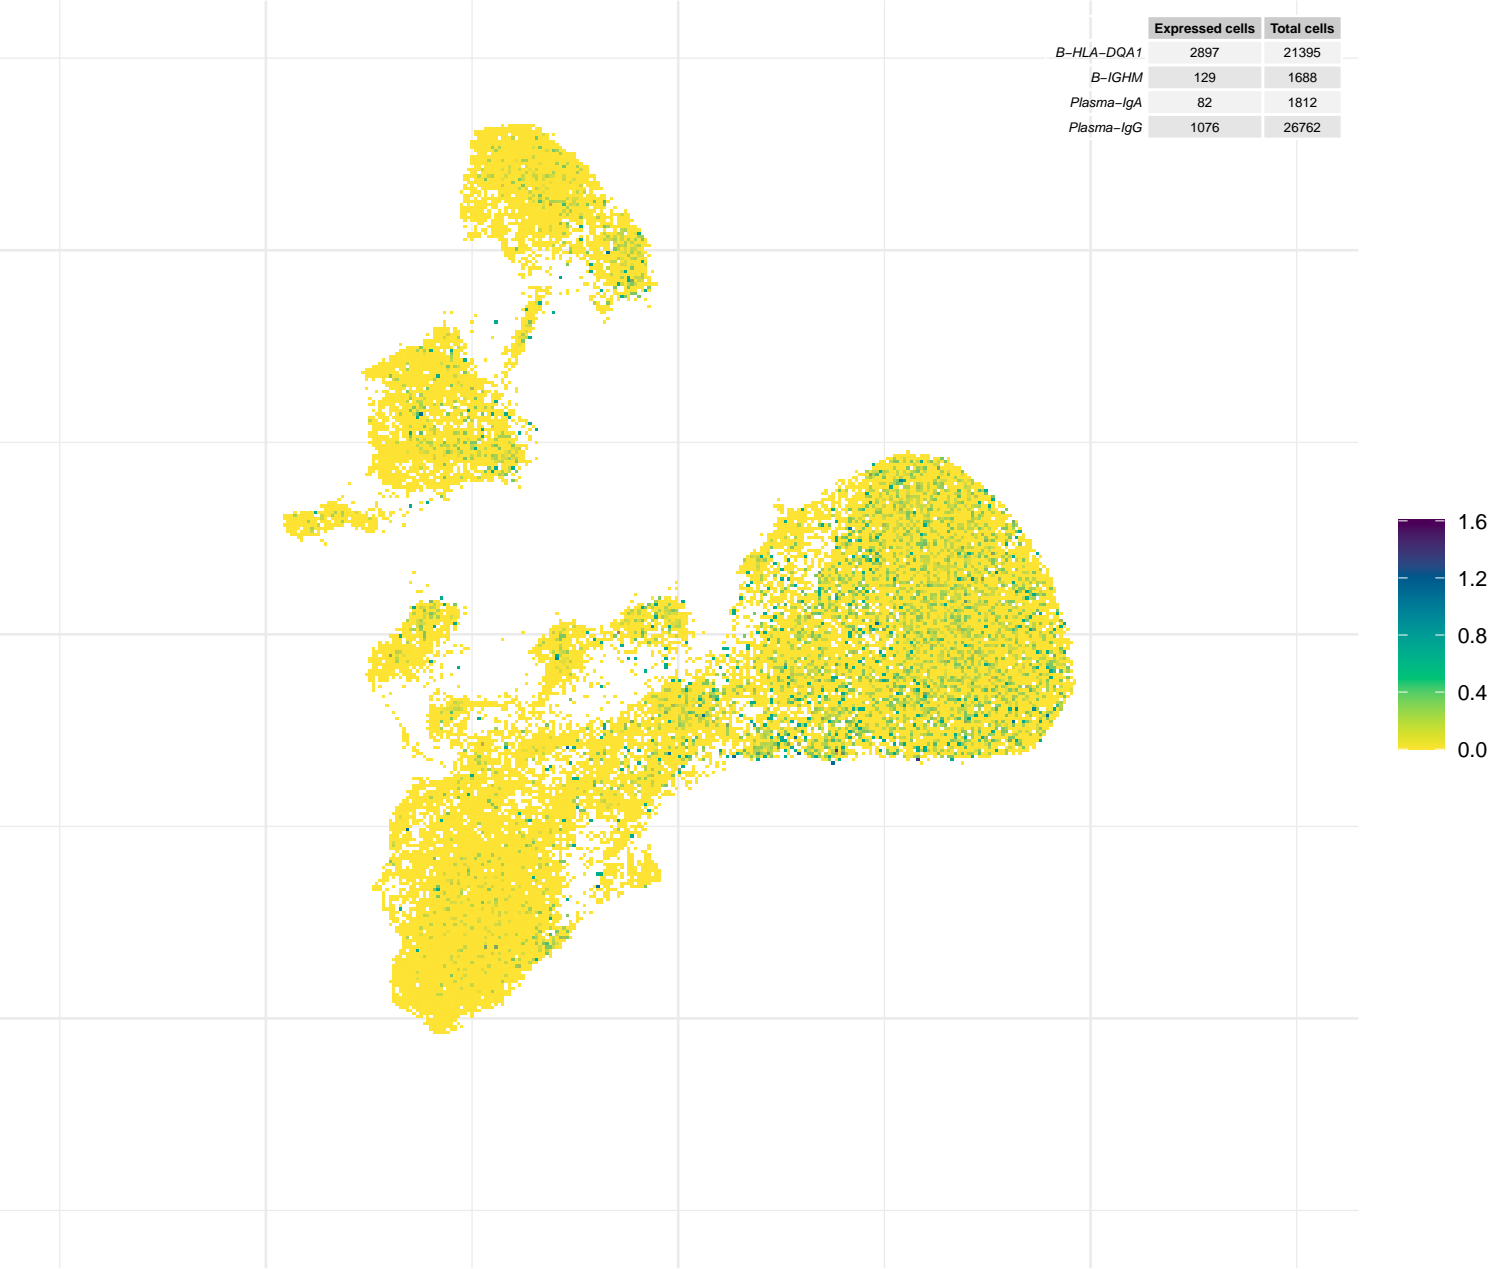 Expressed cells Total cells
B−HLA−DQA1 2897 21395
B−IGHM 129 1688
Plasma−IgA 82 1812
Plasma−IgG 1076 26762
1.6
1.2
0.8
0.4
0.0